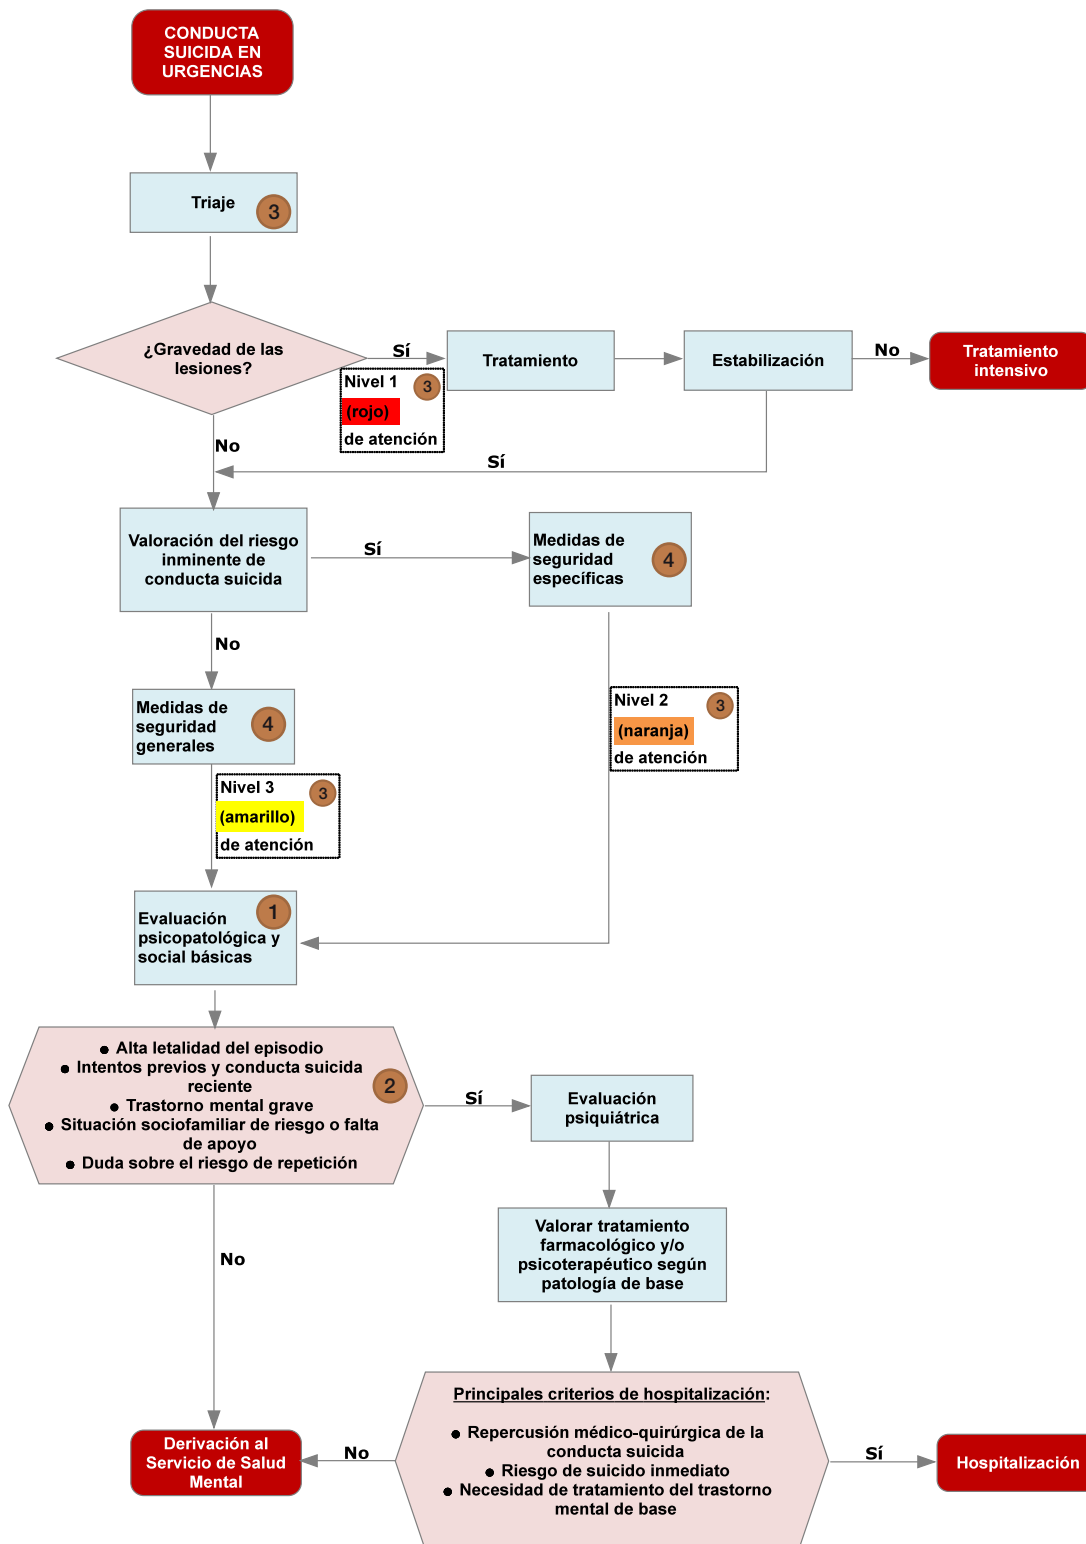 CONDUCTA
SUICIDA EN
URGENCIAS
Triaje
3
¿Gravedad de las
lesiones?
Sí
Tratamiento
Estabilización
No
Tratamiento
intensivo
Nivel 1
3
(rojo)
de atención
No
Sí
Valoración del riesgo
inminente de
conducta suicida
Sí
Medidas de
seguridad
específicas
4
No
Medidas de
seguridad
generales
4
Nivel 2
3
(naranja)
de atención
Nivel 3
3
(amarillo)
de atención
Evaluación
psicopatológica y
social básicas
1
● Alta letalidad del episodio
● Intentos previos y conducta suicida
reciente
● Trastorno mental grave
● Situación sociofamiliar de riesgo o falta
de apoyo
● Duda sobre el riesgo de repetición
2
Sí
Evaluación
psiquiátrica
No
Valorar tratamiento
farmacológico y/o
psicoterapéutico según
patología de base
Principales criterios de hospitalización:
● Repercusión médico-quirúrgica de la
conducta suicida
● Riesgo de suicido inmediato
● Necesidad de tratamiento del trastorno
mental de base
No
Derivación al
Servicio de Salud
Mental
Sí
Hospitalización